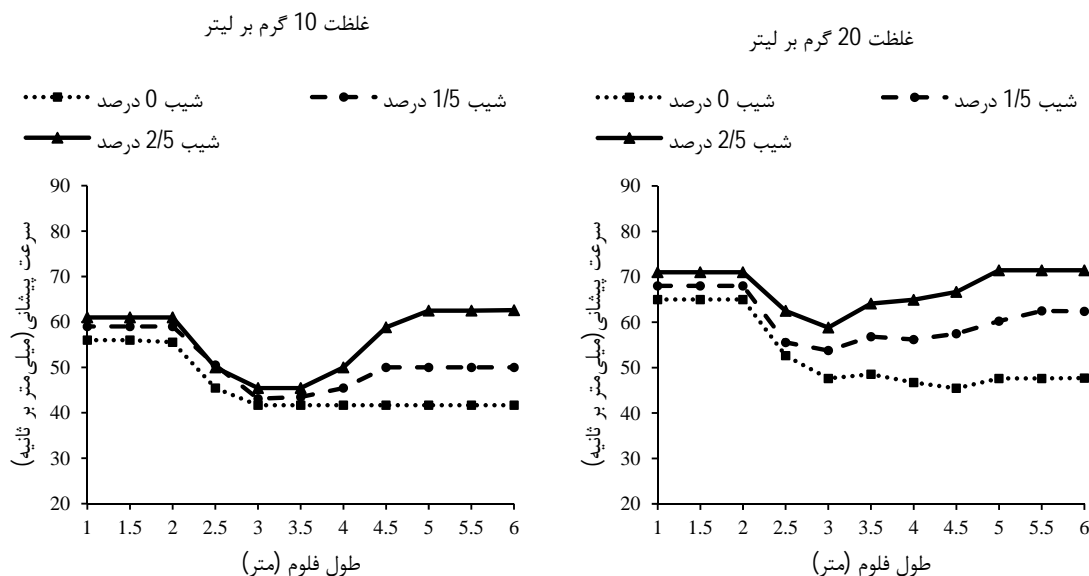 غلظت 10 گرم بر لیتر
شیب 0 درصد
شیب 1/5 درصد
شیب 2/5 درصد
سرعت پیشانی(میلی‌متر بر ثانیه)
90
80
70
60
50
40
30
20
1 1.5 2 2.5 3 3.5 4 4.5 5 5.5 6
طول فلوم (متر)
غلظت 20 گرم بر لیتر
شیب 0 درصد
شیب 1/5 درصد
شیب 2/5 درصد
سرعت پیشانی(میلی‌متر بر ثانیه)
90
80
70
60
50
40
30
20
1 1.5 2 2.5 3 3.5 4 4.5 5 5.5 6
طول فلوم (متر)